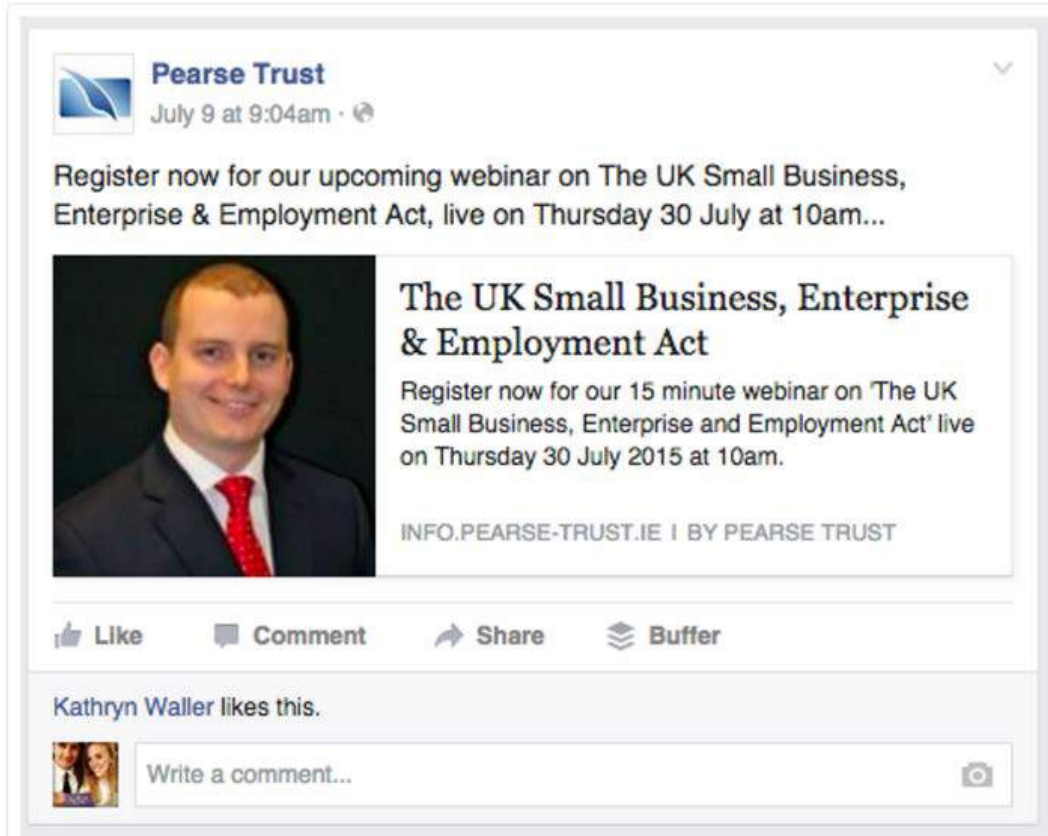 Pearse Trust
July 9 at 9:04am ·
Register now for our upcoming webinar on The UK Small Business,
Enterprise & Employment Act, live on Thursday 30 July at 10am...
The UK Small Business, Enterprise
& Employment Act
Register now for our 15 minute webinar on 'The UK
Small Business, Enterprise and Employment Act' live
on Thursday 30 July 2015 at 10am.
INFO.PEARSE-TRUST.IE | BY PEARSE TRUST
Like Comment Share Buffer
Kathryn Waller likes this.
Write a comment...